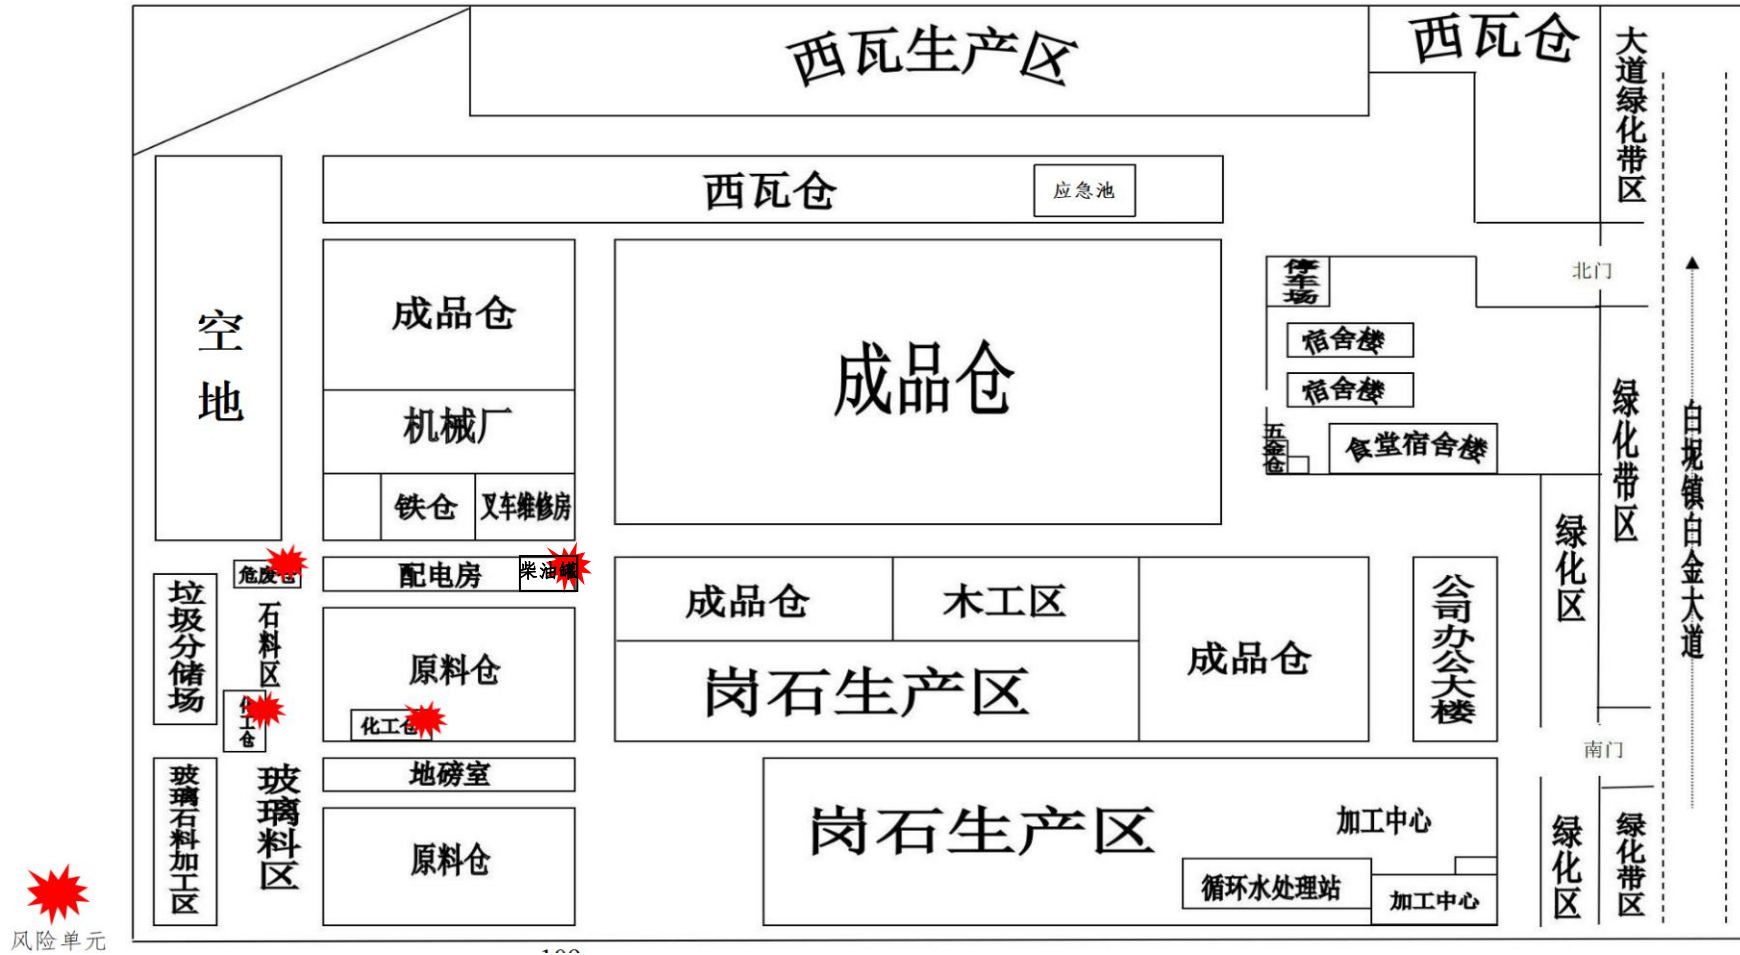 西瓦生产区
西瓦仓
大道绿化带区
西瓦仓
应急池
空地
成品仓
成品仓
停车场
北门
宿舍楼
宿舍楼
机械厂
五金仓
食堂宿舍楼
绿化带区
白坭镇白金大道
铁仓
叉车维修房
绿化区
危废仓
配电房
柴油罐
垃圾分储场
石料区
成品仓
木工区
公司办公大楼
原料仓
成品仓
岗石生产区
化工仓
化工仓
南门
地磅室
玻璃石料加工区
玻璃料区
岗石生产区
加工中心
绿化区
绿化带区
原料仓
循环水处理站
加工中心
风险单元